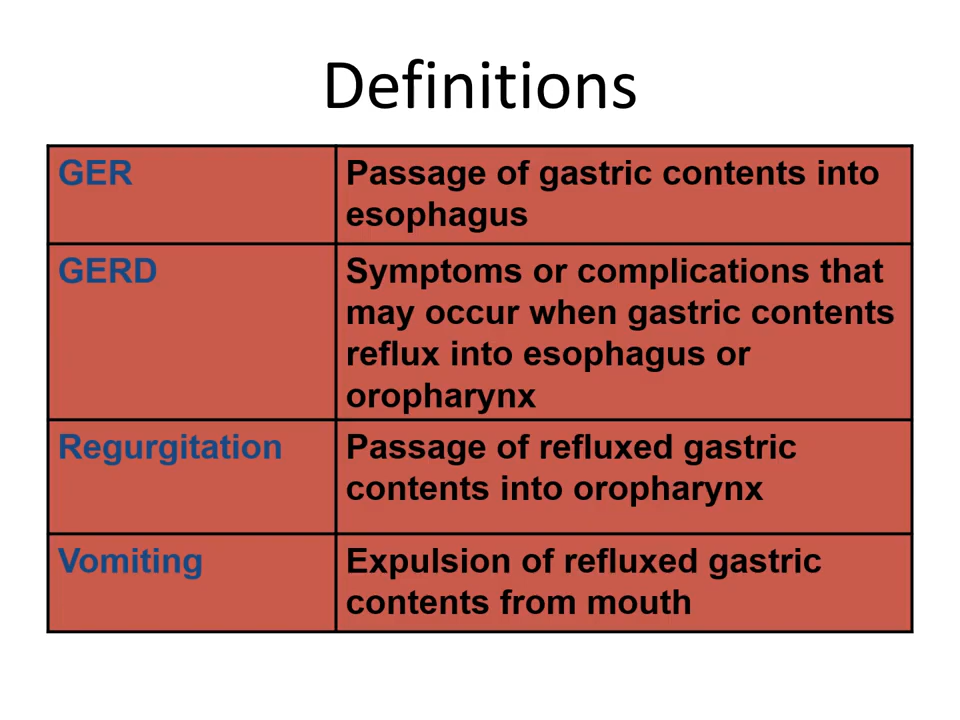 Definitions
GER
Passage of gastric contents into
esophagus
GERD
Symptoms or complications that
may occur when gastric contents
reflux into esophagus or
oropharynx
Regurgitation
Passage of refluxed gastric
contents into oropharynx
Vomiting
Expulsion of refluxed gastric
contents from mouth